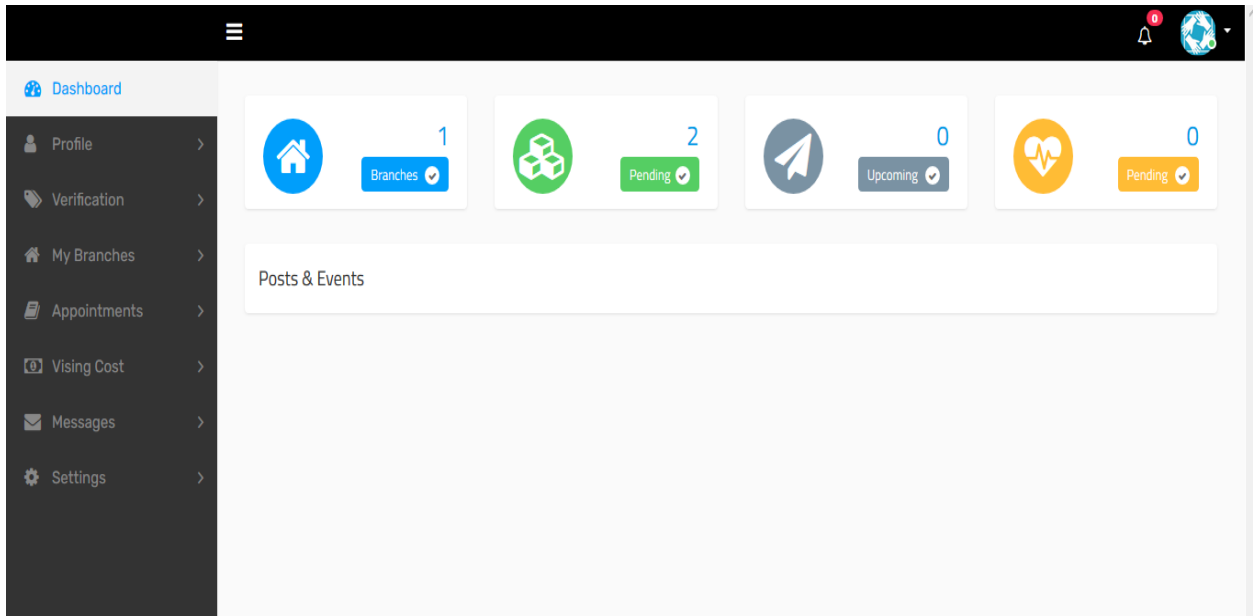 0
Dashboard
Profile
Verification
My Branches
Appointments
Vising Cost
Messages
Settings
1
Branches
2
Pending
0
Upcoming
0
Pending
Posts & Events